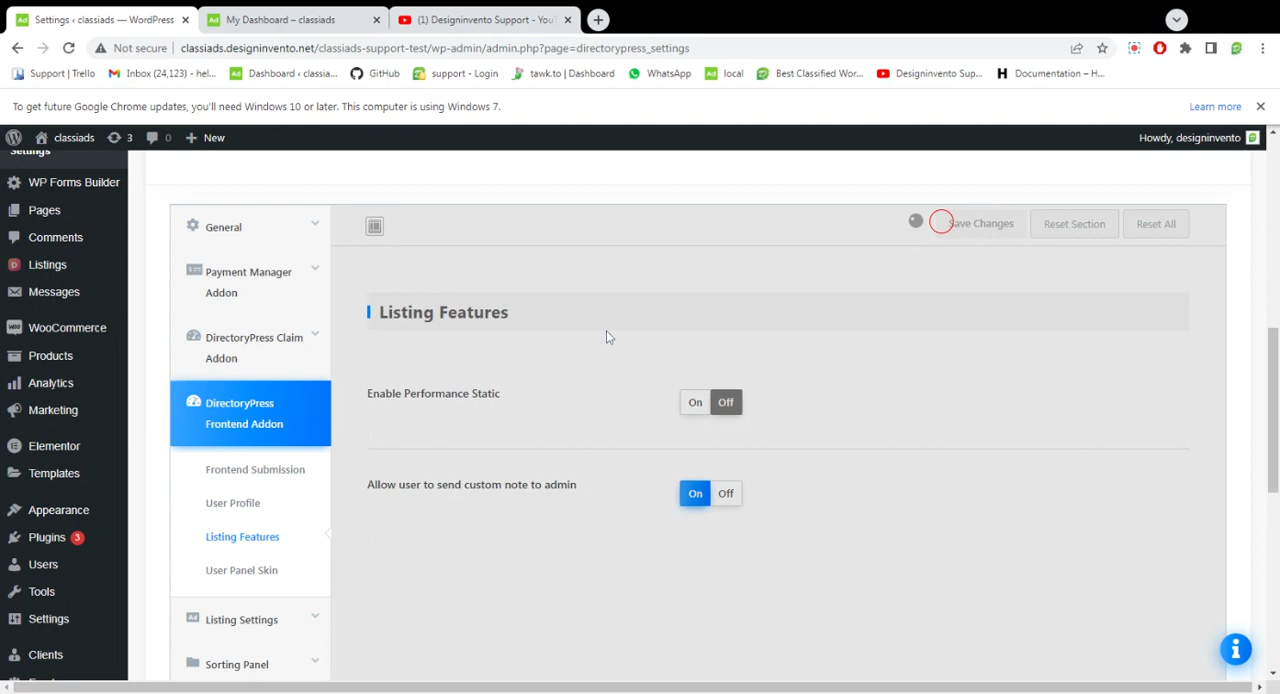 Settings ‹ classiads — WordPress
My Dashboard – classiads
(1) Designinvento Support - You
Not secure
classiads.designinvento.net/classiads-support-test/wp-admin/admin.php?page=directorypress_settings
Support | Trello
Inbox (24,123) - hel...
Dashboard ‹ classia...
GitHub
support - Login
tawk.to | Dashboard
WhatsApp
local
Best Classified Wor...
Designinvento Sup...
Documentation – H...
To get future Google Chrome updates, you'll need Windows 10 or later. This computer is using Windows 7.
Learn more
classiads
3
0
New
Howdy, designinvento
Settings
WP Forms Builder
Pages
Comments
Listings
Messages
WooCommerce
Products
Analytics
Marketing
Elementor
Templates
Appearance
Plugins 3
Users
Tools
Settings
Clients
General
Payment Manager
Addon
DirectoryPress Claim
Addon
DirectoryPress
Frontend Addon
Frontend Submission
User Profile
Listing Features
User Panel Skin
Listing Settings
Sorting Panel
Save Changes
Reset Section
Reset All
Listing Features
Enable Performance Static
On
Off
Allow user to send custom note to admin
On
Off